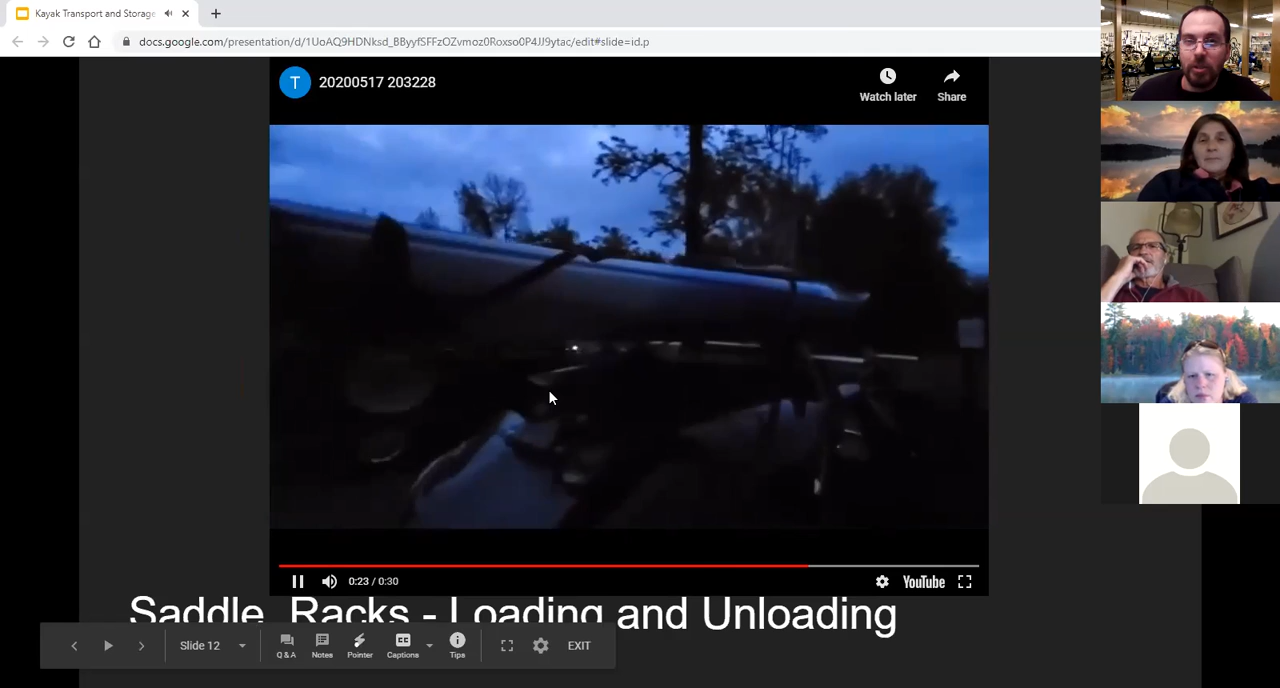 Kayak Transport and Storage
docs.google.com/presentation/d/1UoAQ9HDNksd_BByyfSFFzOZvmoz0Roxso0P4JJ9ytac/edit#slide=id.p
T 20200517 203228
Watch later Share
0:23 / 0:30
YouTube
Saddle Racks - Loading and Unloading
Slide 12
Q & A Notes Pointer Captions Tips
EXIT